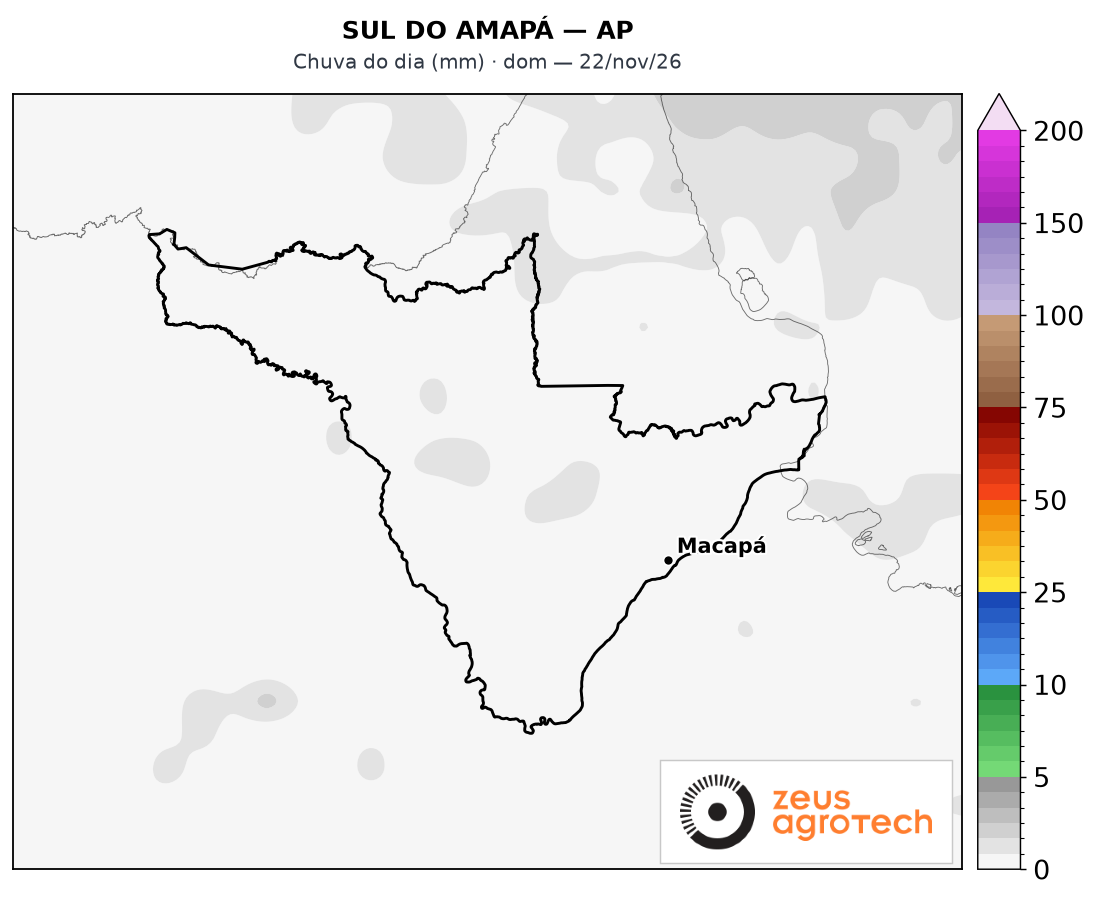 SUL DO AMAPÁ — AP
Chuva do dia (mm) · dom — 22/nov/26
200
150
100
75
50
25
10
5
0
Macapá
zeus
agroTech